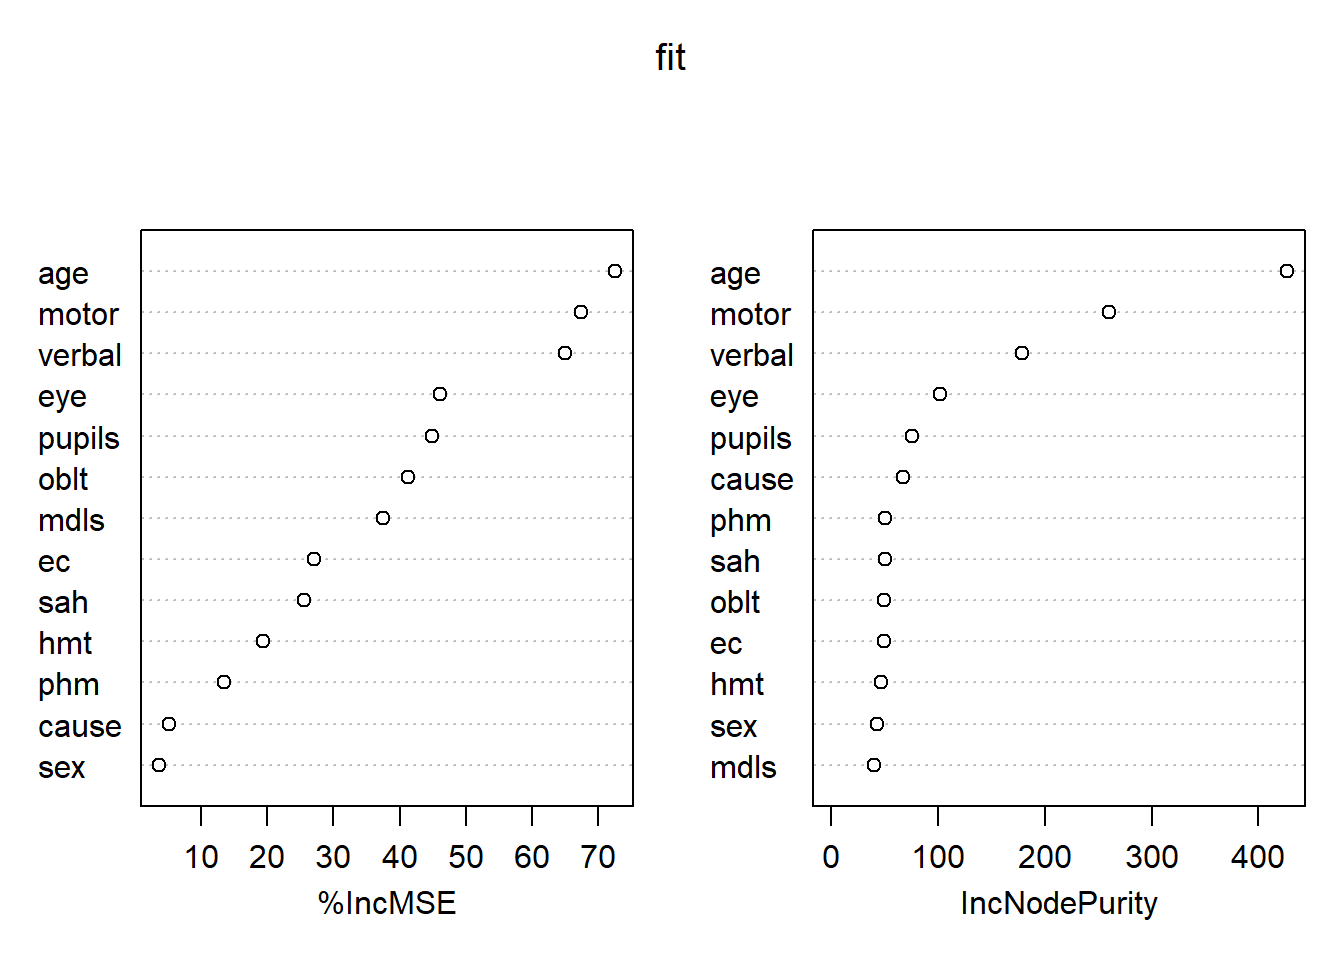 fit
age
motor
verbal
eye
pupils
oblt
mdls
ec
sah
hmt
phm
cause
sex
10 20 30 40 50 60 70
%IncMSE
age
motor
verbal
eye
pupils
cause
phm
sah
oblt
ec
hmt
sex
mdls
0 100 200 300 400
IncNodePurity